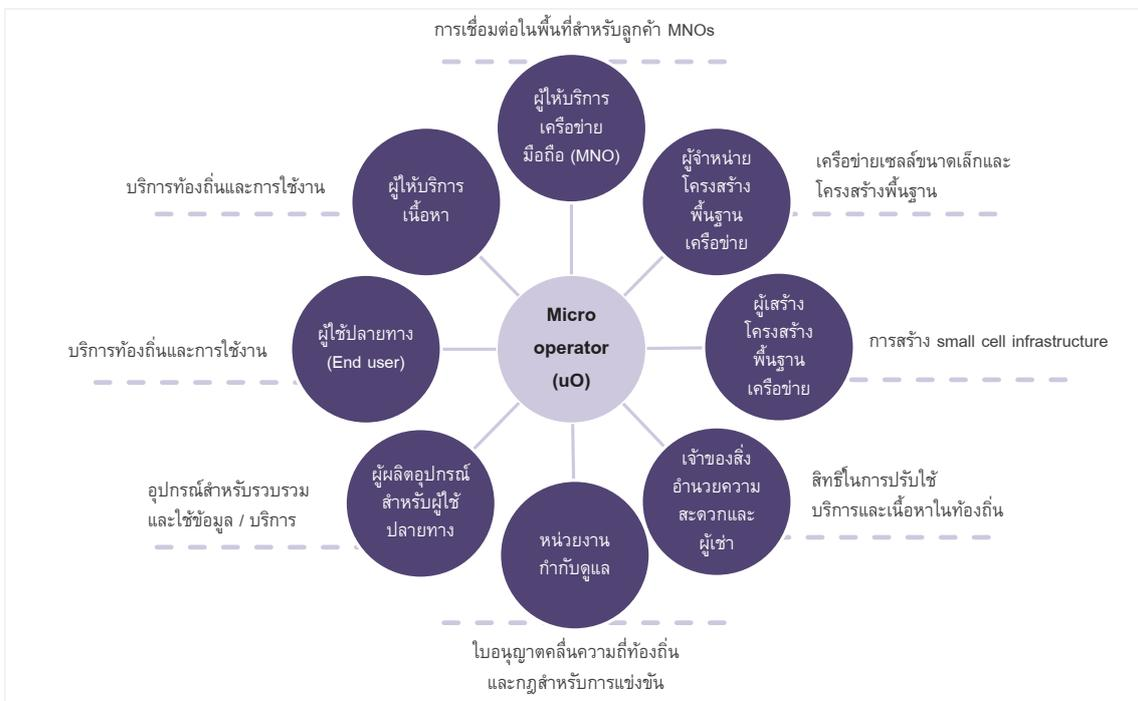 การเชื่อมต่อในพื้นที่สำหรับลูกค้า MNOs
ผู้ให้บริการ
เครือข่าย
มือถือ (MNO)
ผู้จำหน่าย
โครงสร้าง
พื้นฐาน
เครือข่าย
เครือข่ายเซลล์ขนาดเล็กและ
โครงสร้างพื้นฐาน
ผู้เสร้าง
โครงสร้าง
พื้นฐาน
เครือข่าย
การสร้าง small cell infrastructure
เจ้าของสิ่ง
อำนวยความ
สะดวกและ
ผู้เช่า
สิทธิ์ในการปรับใช้
บริการและเนื้อหาในท้องถิ่น
หน่วยงาน
กำกับดูแล
ใบอนุญาตคลื่นความถี่ท้องถิ่น
และกฎสำหรับการแข่งขัน
ผู้ผลิตอุปกรณ์
สำหรับผู้ใช้
ปลายทาง
อุปกรณ์สำหรับรวบรวม
และใช้ข้อมูล / บริการ
ผู้ใช้ปลายทาง
(End user)
บริการท้องถิ่นและการใช้งาน
ผู้ให้บริการ
เนื้อหา
บริการท้องถิ่นและการใช้งาน
Micro
operator
(uO)